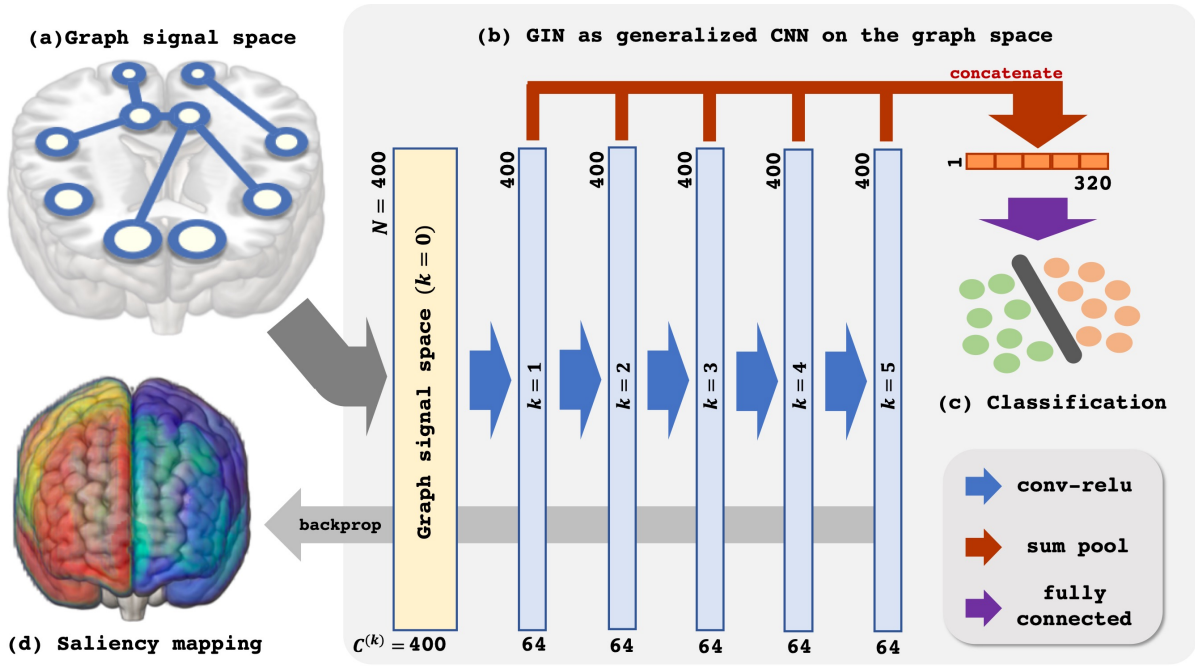 (a)Graph signal space
(b) GIN as generalized CNN on the graph space
concatenate
N = 400
400
400
400
400
400
1
320
Graph signal space (k = 0)
k = 1
k = 2
k = 3
k = 4
k = 5
(c) Classification
backprop
conv-relu
sum pool
fully
connected
(d) Saliency mapping
C^(k) = 400
64
64
64
64
64